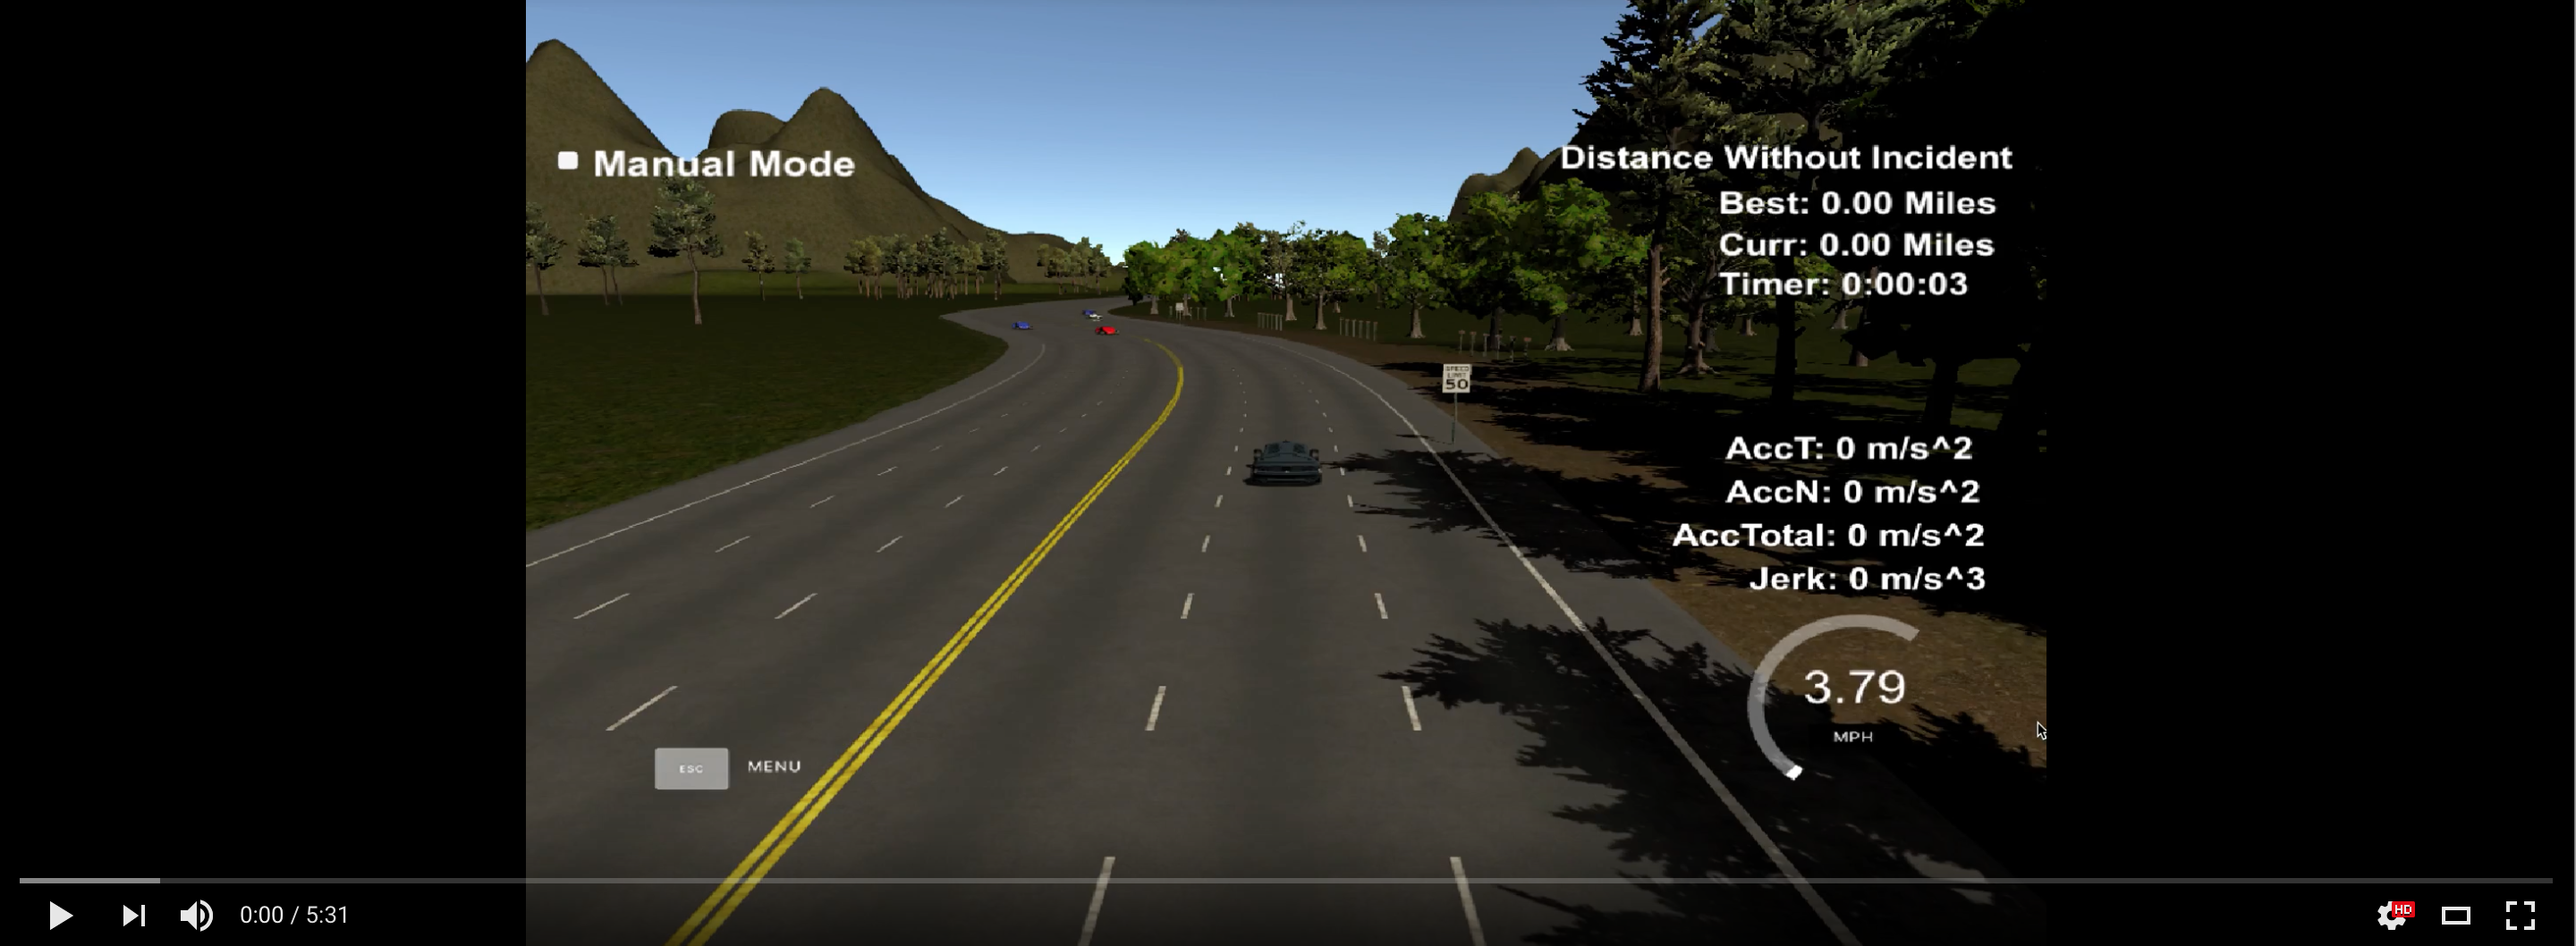 Manual Mode
Distance Without Incident
Best: 0.00 Miles
Curr: 0.00 Miles
Timer: 0:00:03
SPEED
LIMIT
50
AccT: 0 m/s^2
AccN: 0 m/s^2
AccTotal: 0 m/s^2
Jerk: 0 m/s^3
3.79
MPH
ESC MENU
0:00 / 5:31
HD